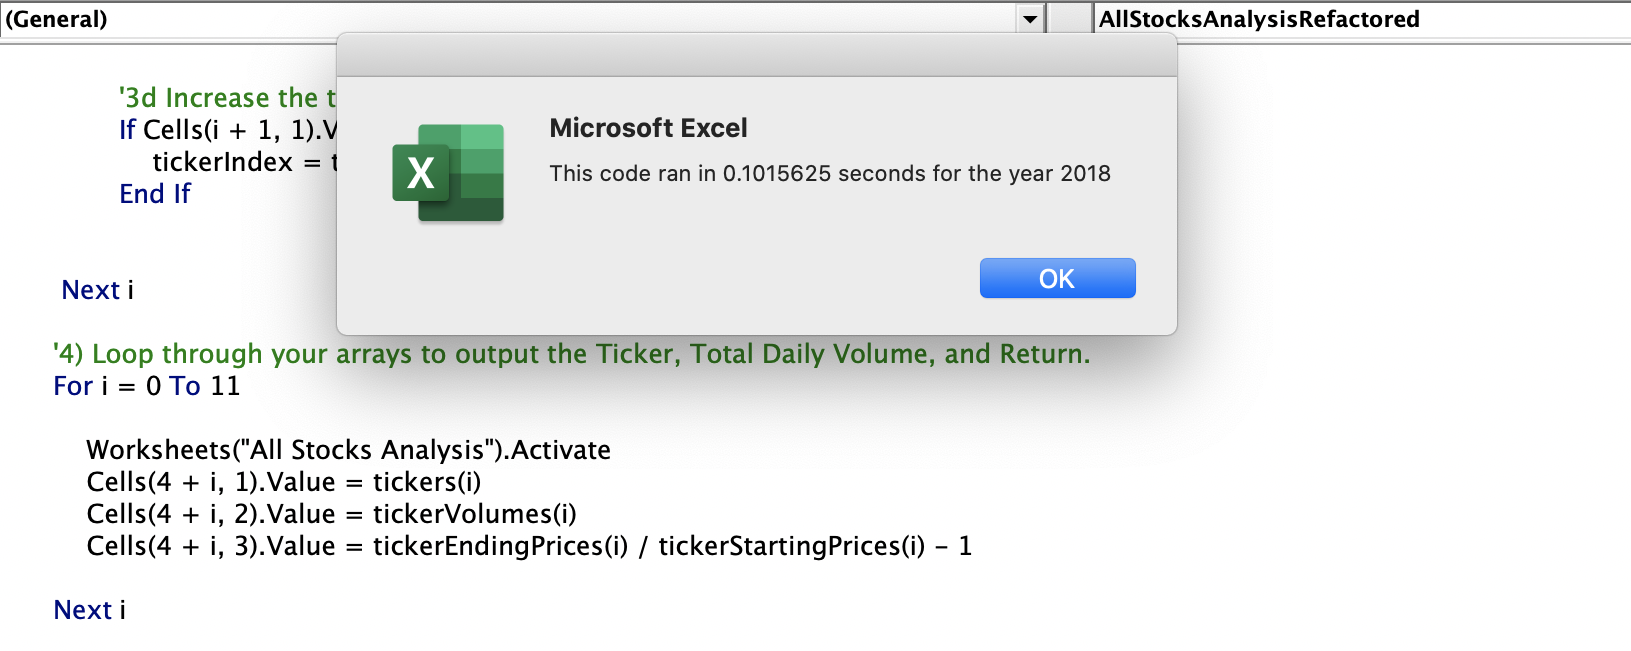 (General)
AllStocksAnalysisRefactored
'3d Increase the
If Cells(i + 1, 1).
tickerIndex =
End If
Next i
Microsoft Excel
This code ran in 0.1015625 seconds for the year 2018
X
OK
'4) Loop through your arrays to output the Ticker, Total Daily Volume, and Return.
For i = 0 To 11
Worksheets("All Stocks Analysis").Activate
Cells(4 + i, 1).Value = tickers(i)
Cells(4 + i, 2).Value = tickerVolumes(i)
Cells(4 + i, 3).Value = tickerEndingPrices(i) / tickerStartingPrices(i) - 1
Next i